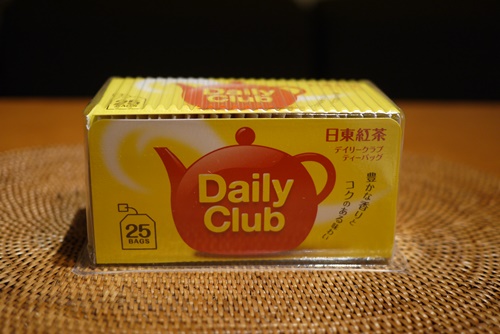 Daily
Club
日東紅茶
デイリークラブ
ティーバッグ
Daily
Club
豊かな香りと
コクのある味わい
25
BAGS